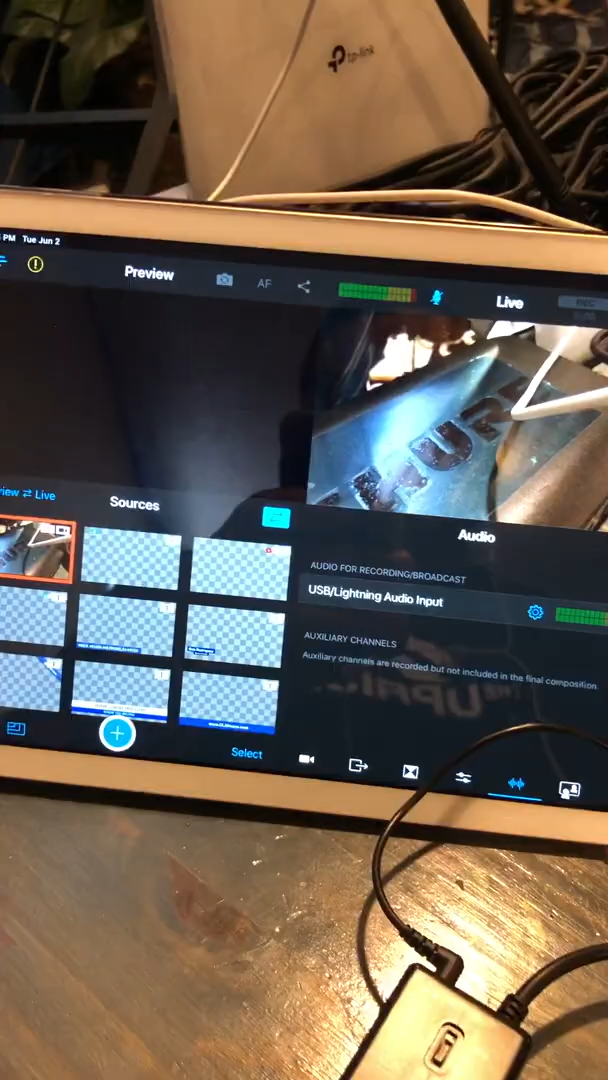 tp-link
PM Tue Jun 2
Preview
AF
Live
REC
view ⇄ Live
Sources
Audio
AUDIO FOR RECORDING/BROADCAST
USB/Lightning Audio Input
AUXILIARY CHANNELS
Auxiliary channels are recorded but not included in the final composition.
Select